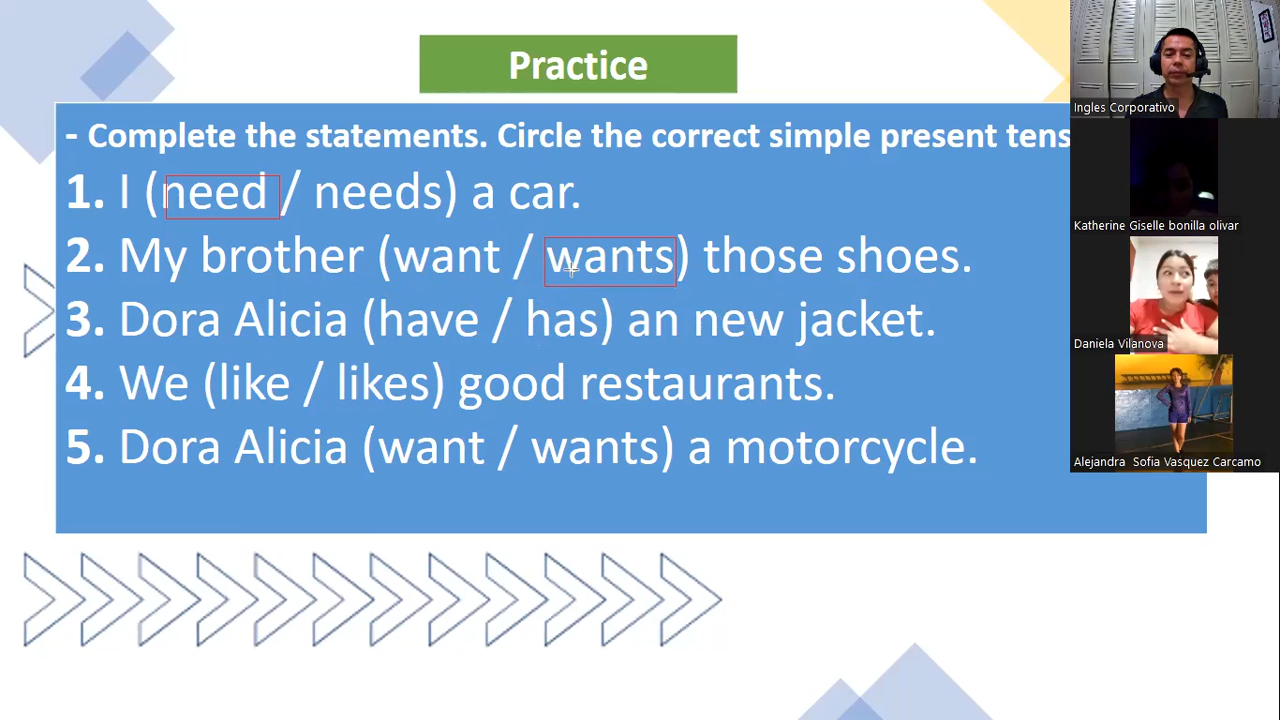 Practice
- Complete the statements. Circle the correct simple present tens
1. I (need / needs) a car.
2. My brother (want / wants) those shoes.
3. Dora Alicia (have / has) an new jacket.
4. We (like / likes) good restaurants.
5. Dora Alicia (want / wants) a motorcycle.
Ingles Corporativo
Katherine Giselle bonilla olivar
Daniela Vilanova
Alejandra Sofia Vasquez Carcamo